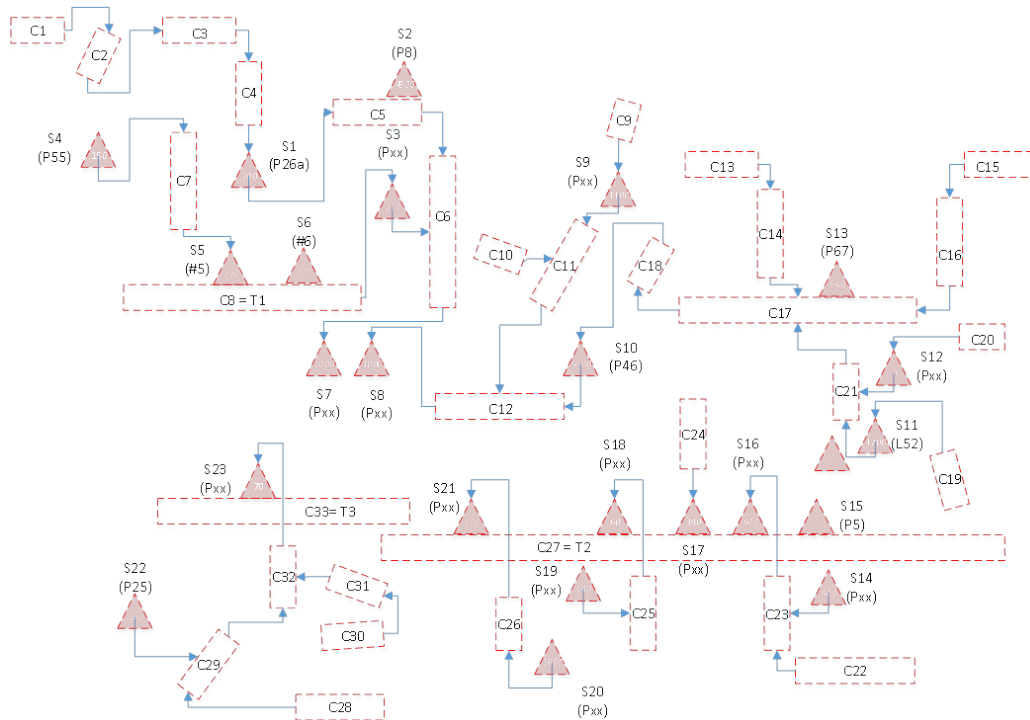 C1
C2
C3
C4
S2
(P8)
C5
S4
(P55)
C7
S1
(P26a)
S3
(Pxx)
C6
S5
(#5)
S6
(#6)
C8 = T1
S7
(Pxx)
S8
(Pxx)
C9
S9
(Pxx)
C10
C11
C18
S10
(P46)
C12
C13
C14
S13
(P67)
C15
C16
C17
C20
S12
(Pxx)
C21
S11
(L52)
C19
S23
(Pxx)
70
C33= T3
S22
(P25)
C32
C31
C30
C29
C28
S21
(Pxx)
S18
(Pxx)
C24
S16
(Pxx)
S15
(P5)
C27 = T2
S17
(Pxx)
S19
(Pxx)
C25
C26
S20
(Pxx)
S14
(Pxx)
C23
C22